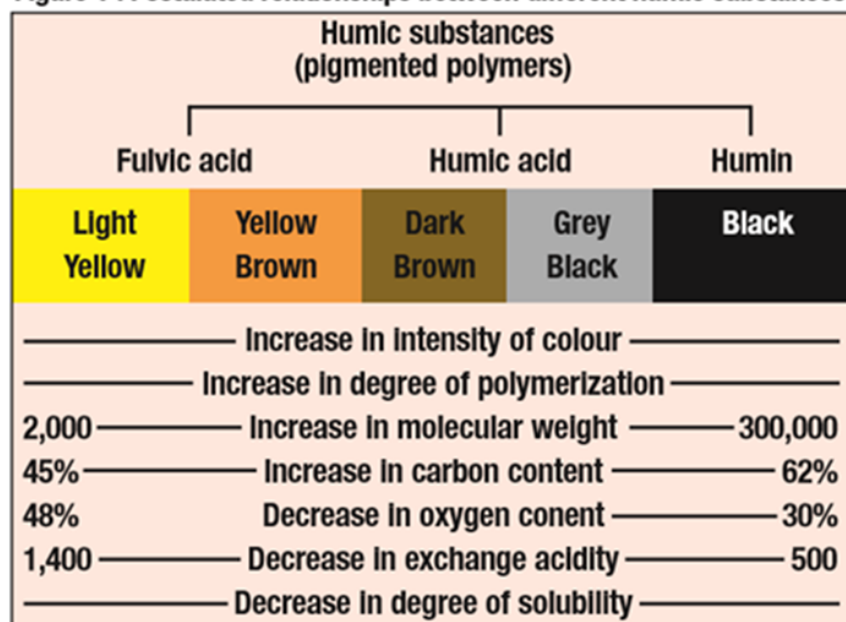 Humic substances
(pigmented polymers)
Fulvic acid Humic acid Humin
Light Yellow Dark Grey Black
Yellow Brown Brown Black
Increase in intensity of colour
Increase in degree of polymerization
2,000 Increase in molecular weight 300,000
45% Increase in carbon content 62%
48% Decrease in oxygen conent 30%
1,400 Decrease in exchange acidity 500
Decrease in degree of solubility